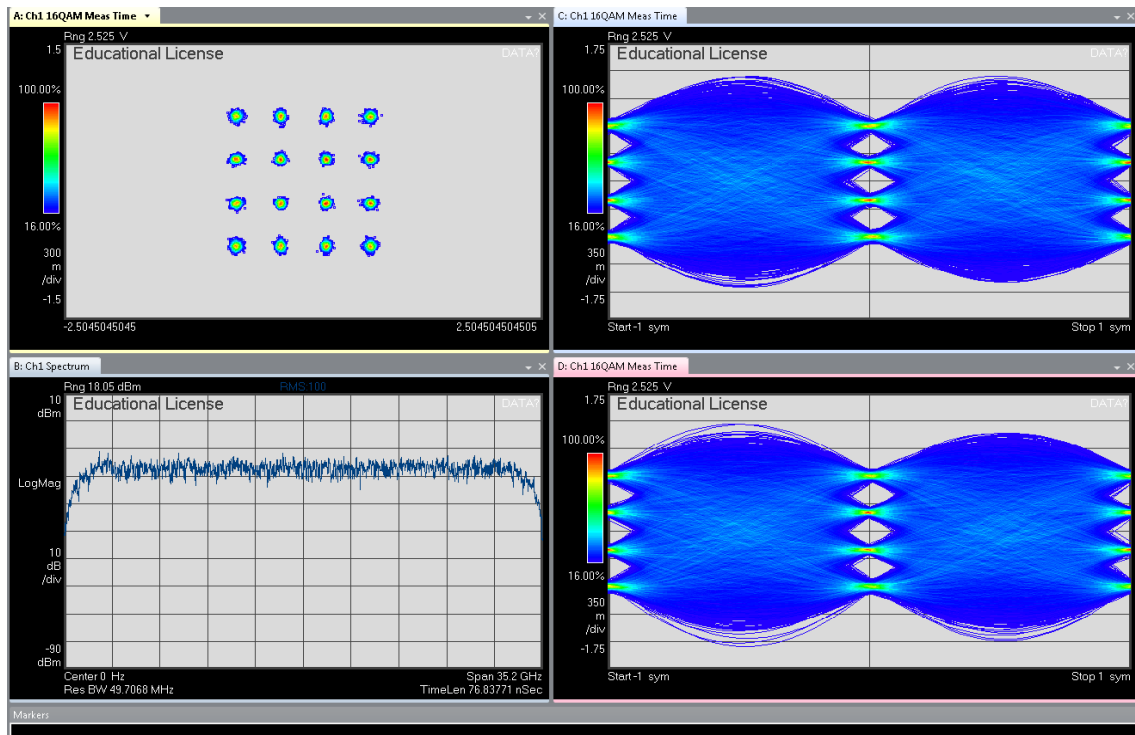 A: Ch1 16QAM Meas Time
Rng 2.525 V
1.5
Educational License
DATA?
100.00%
16.00%
300
m
/div
-1.5
-2.5045045045
2.504504504505
C: Ch1 16QAM Meas Time
Rng 2.525 V
1.75
Educational License
DATA?
100.00%
16.00%
350
m
/div
-1.75
Start-1 sym
Stop 1 sym
B: Ch1 Spectrum
Rng 18.05 dBm
RMS:100
10
dBm
Educational License
DATA?
LogMag
10
dB
/div
-90
dBm
Center 0 Hz
Span 35.2 GHz
Res BW 49.7068 MHz
TimeLen 76.83771 nSec
D: Ch1 16QAM Meas Time
Rng 2.525 V
1.75
Educational License
DATA?
100.00%
16.00%
350
m
/div
-1.75
Start-1 sym
Stop 1 sym
Markers